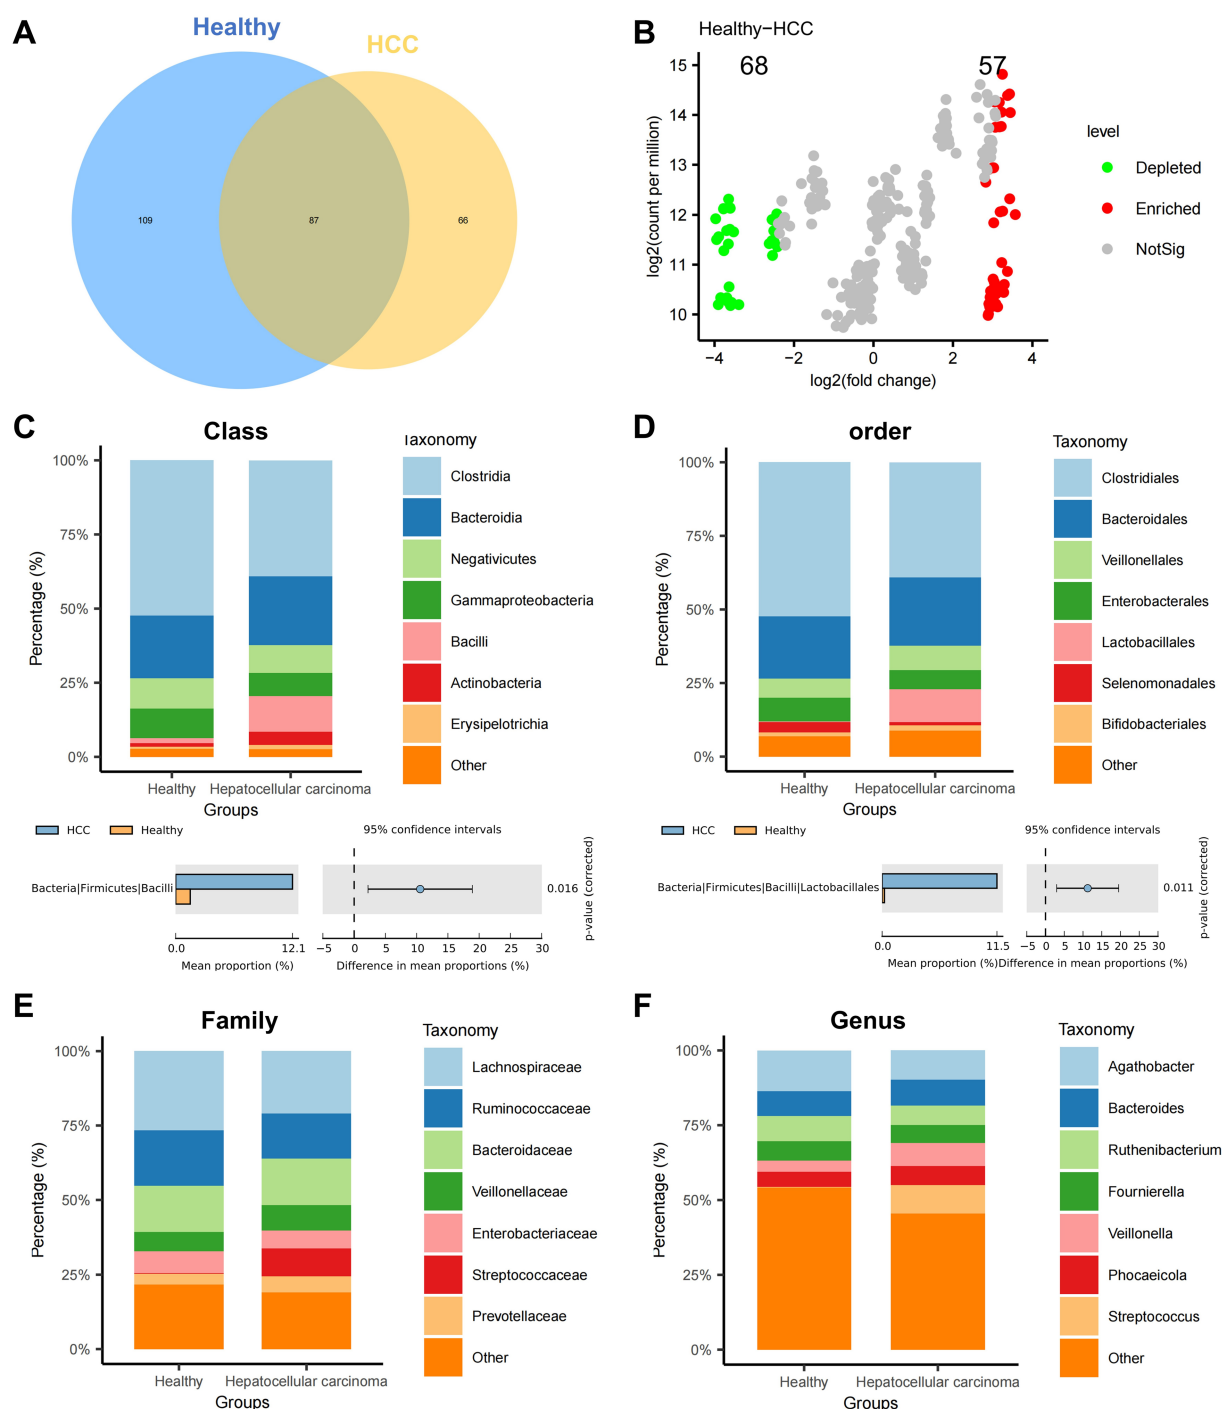 A
Healthy
HCC
109
87
66
B
Healthy−HCC
68
57
15
14
13
12
11
10
log2(count per million)
−4
−2
0
2
4
log2(fold change)
level
Depleted
Enriched
NotSig
C
Class
100%
75%
50%
25%
0%
Percentage (%)
Healthy
Hepatocellular carcinoma
Groups
Taxonomy
Clostridia
Bacteroidia
Negativicutes
Gammaproteobacteria
Bacilli
Actinobacteria
Erysipelotrichia
Other
HCC
Healthy
95% confidence intervals
Bacteria|Firmicutes|Bacilli
0.016
p-value (corrected)
0.0
12.1
Mean proportion (%)
−5
0
5
10
15
20
25
30
Difference in mean proportions (%)
D
order
100%
75%
50%
25%
0%
Percentage (%)
Healthy
Hepatocellular carcinoma
Groups
Taxonomy
Clostridiales
Bacteroidales
Veillonellales
Enterobacterales
Lactobacillales
Selenomonadales
Bifidobacteriales
Other
HCC
Healthy
95% confidence intervals
Bacteria|Firmicutes|Bacilli|Lactobacillales
0.011
p-value (corrected)
0.0
11.5
Mean proportion (%)
−5
0
5
10
15
20
25
30
Difference in mean proportions (%)
E
Family
100%
75%
50%
25%
0%
Percentage (%)
Healthy
Hepatocellular carcinoma
Groups
Taxonomy
Lachnospiraceae
Ruminococcaceae
Bacteroidaceae
Veillonellaceae
Enterobacteriaceae
Streptococcaceae
Prevotellaceae
Other
F
Genus
100%
75%
50%
25%
0%
Percentage (%)
Healthy
Hepatocellular carcinoma
Groups
Taxonomy
Agathobacter
Bacteroides
Ruthenibacterium
Fournierella
Veillonella
Phocaeicola
Streptococcus
Other